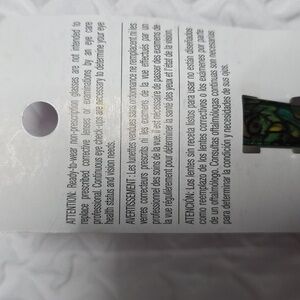 ATTENTION: Ready-to-wear non-prescription glasses are not intended to
replace prescribed corrective lenses or examinations by an eye care
professional. Continuous eye check-ups are necessary to determine your eye
health status and vision needs.
AVERTISSEMENT : Les lunettes vendues sans ordonnance ne remplacent ni les
verres correcteurs prescrits ni les examens de la vue effectués par un
professionnel des soins de la vue. Il est nécessaire de passer des examens de
la vue régulièrement pour déterminer la santé des yeux et l'état de la vision.
ATENCIÓN: Los lentes sin receta listos para usar no están diseñados
como reemplazo de los lentes correctivos o los exámenes por parte
de un oftalmólogo. Consultas oftalmológicas continuas son necesarias
para determinar la condición y necesidades de sus ojos.